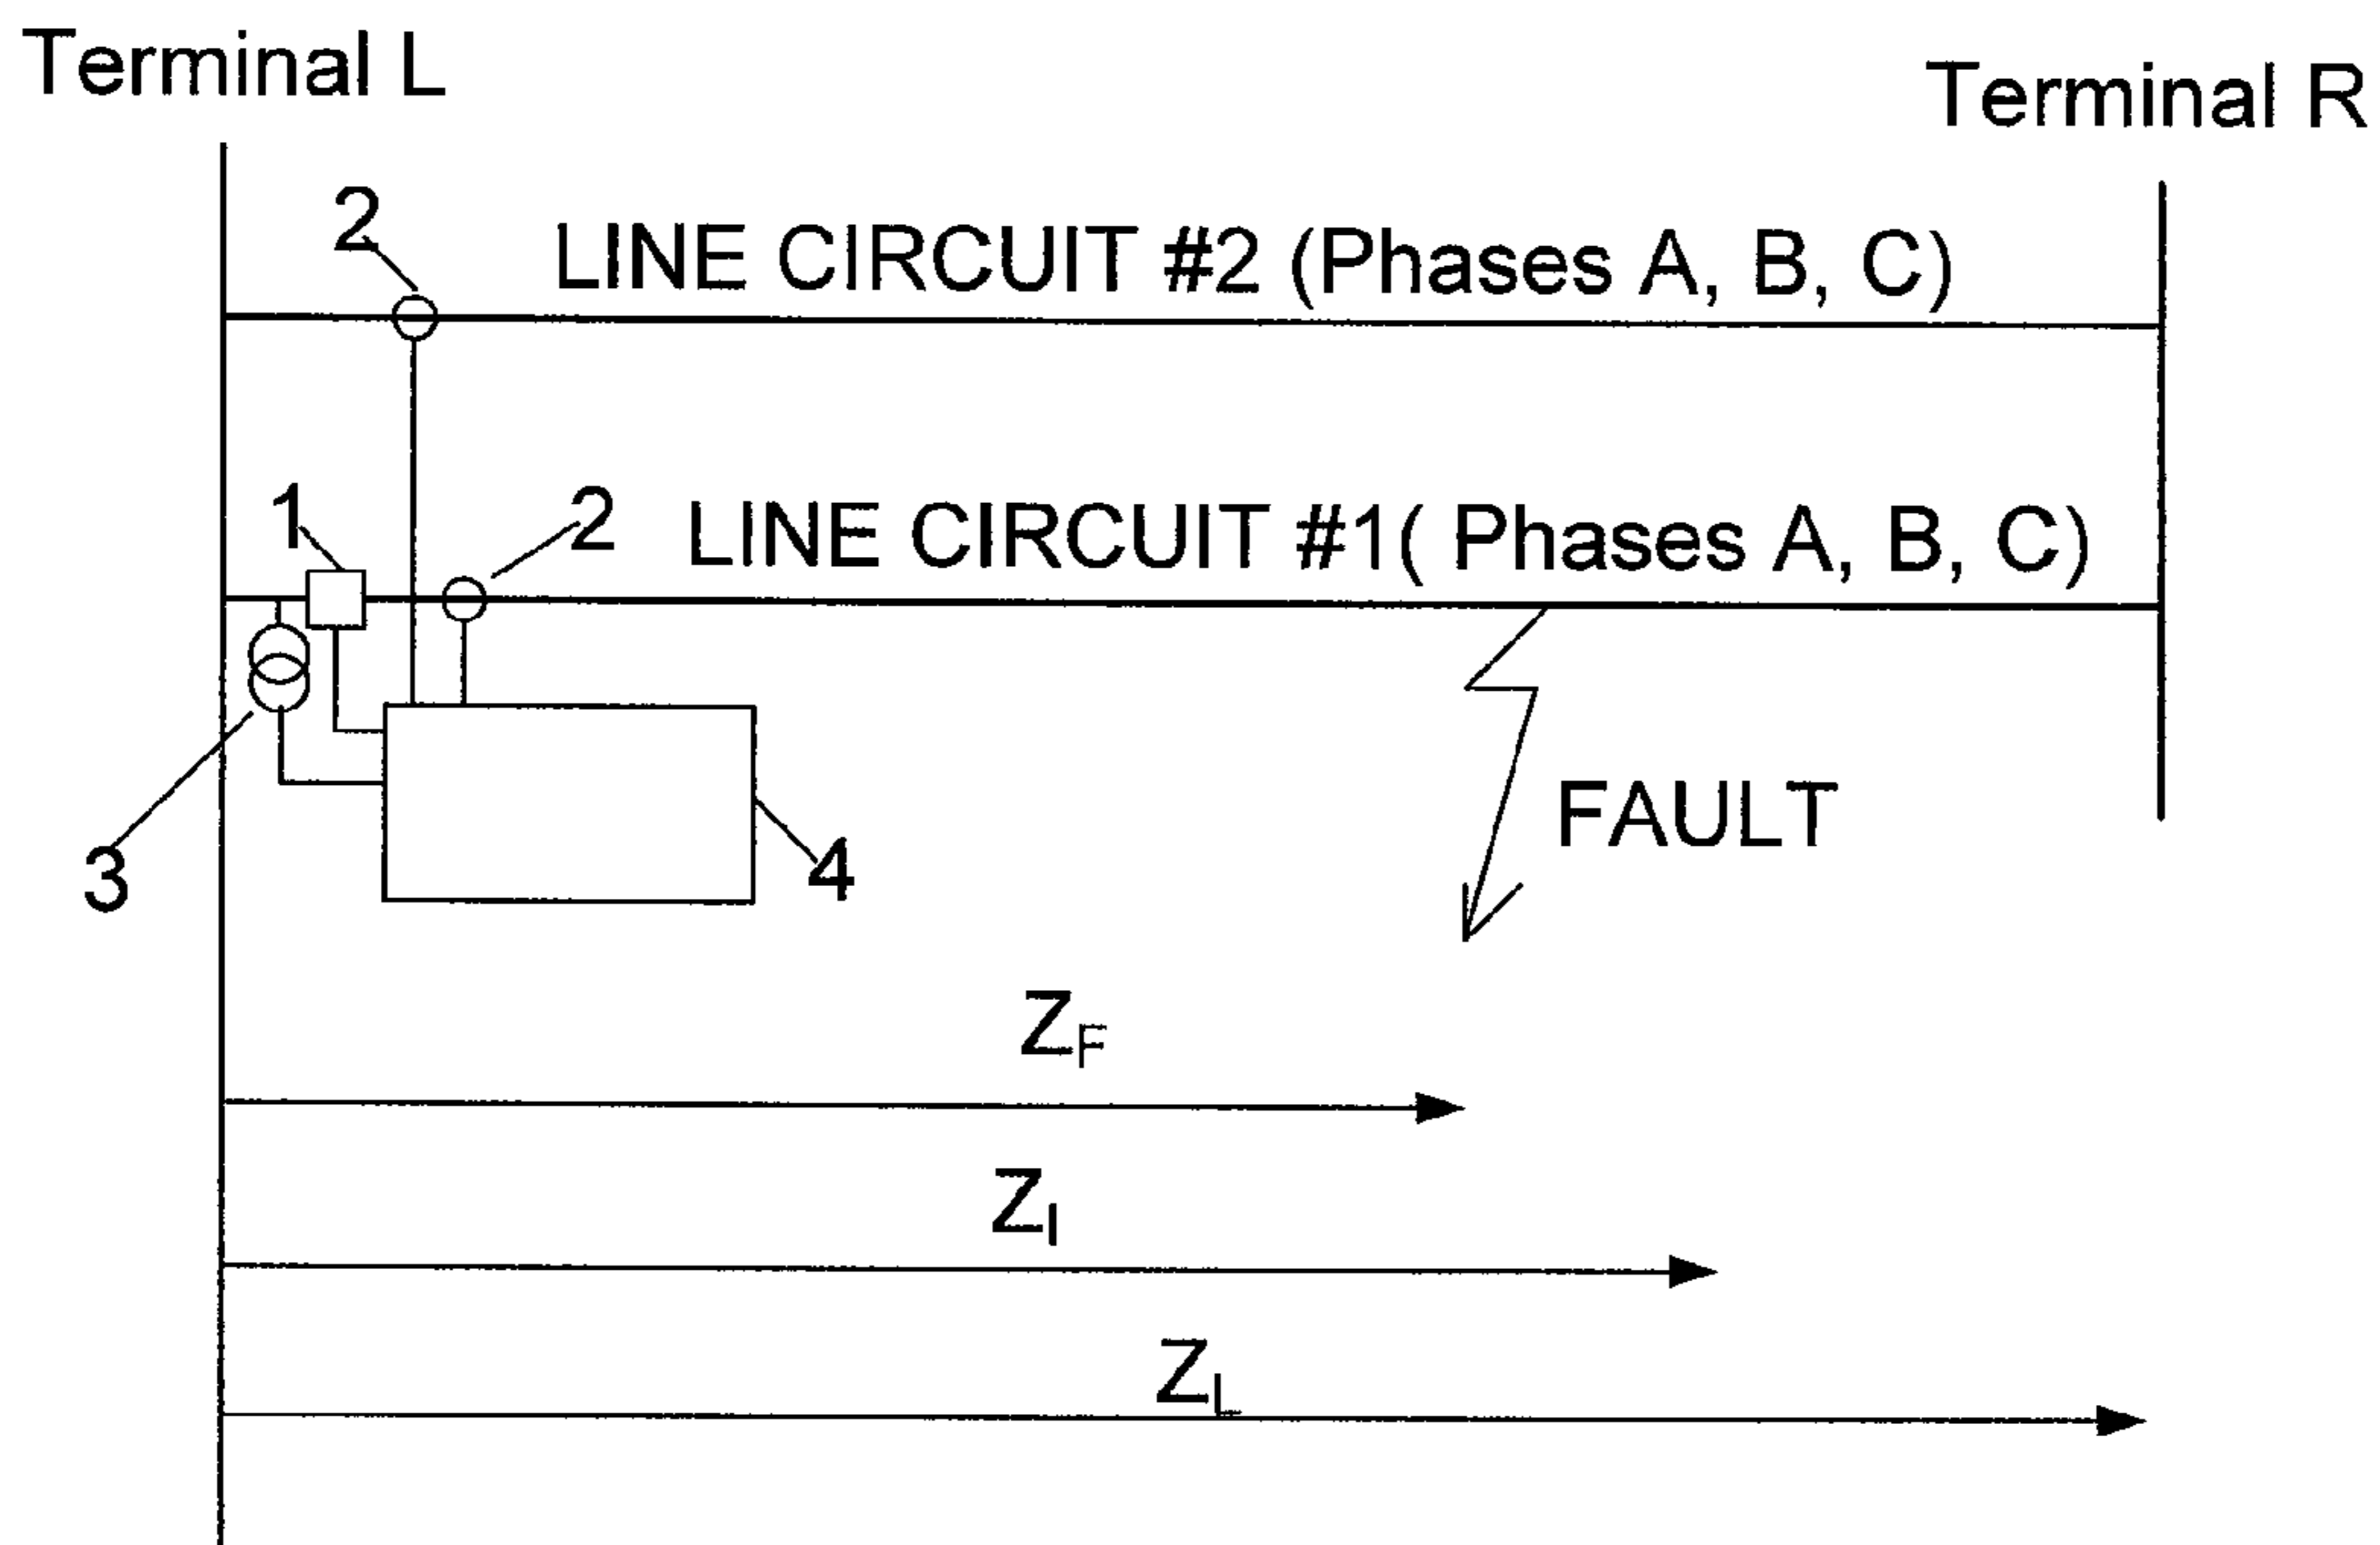 Terminal L
Terminal R
2
LINE CIRCUIT #2 (Phases A, B, C)
1
2
LINE CIRCUIT #1( Phases A, B, C)
3
4
FAULT
ZF
ZI
ZL